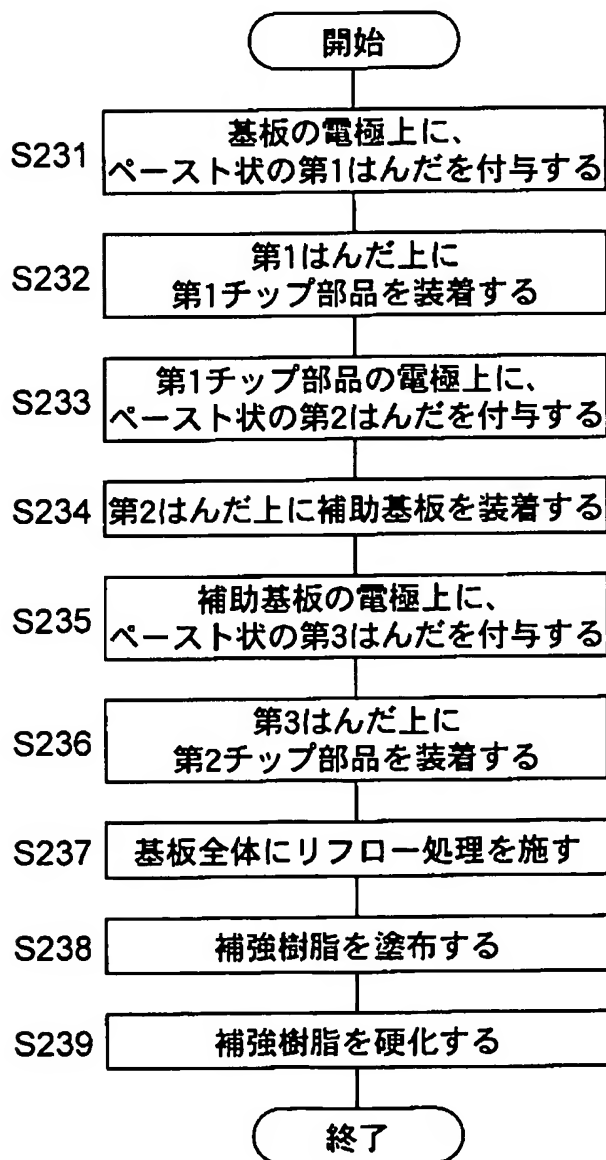 開始
S231
基板の電極上に、
ペースト状の第1はんだを付与する
S232
第1はんだ上に
第1チップ部品を装着する
S233
第1チップ部品の電極上に、
ペースト状の第2はんだを付与する
S234
第2はんだ上に補助基板を装着する
S235
補助基板の電極上に、
ペースト状の第3はんだを付与する
S236
第3はんだ上に
第2チップ部品を装着する
S237
基板全体にリフロー処理を施す
S238
補強樹脂を塗布する
S239
補強樹脂を硬化する
終了